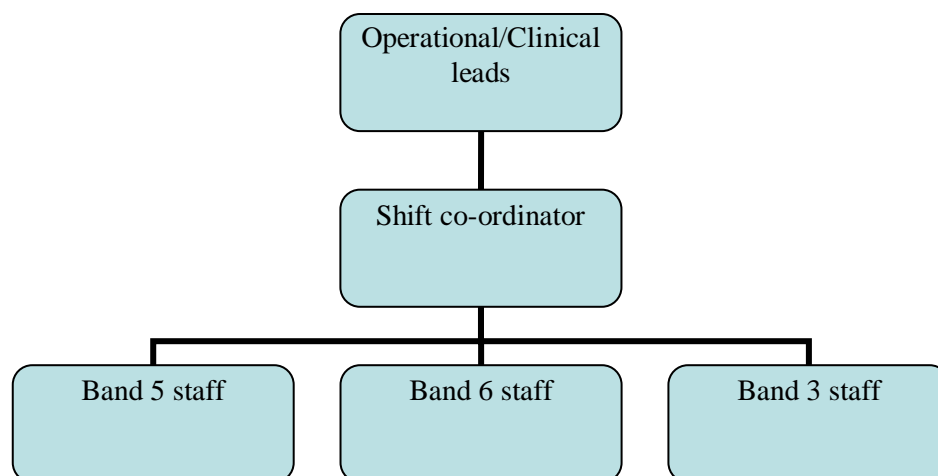 Operational/Clinical
leads
Shift co-ordinator
Band 5 staff
Band 6 staff
Band 3 staff